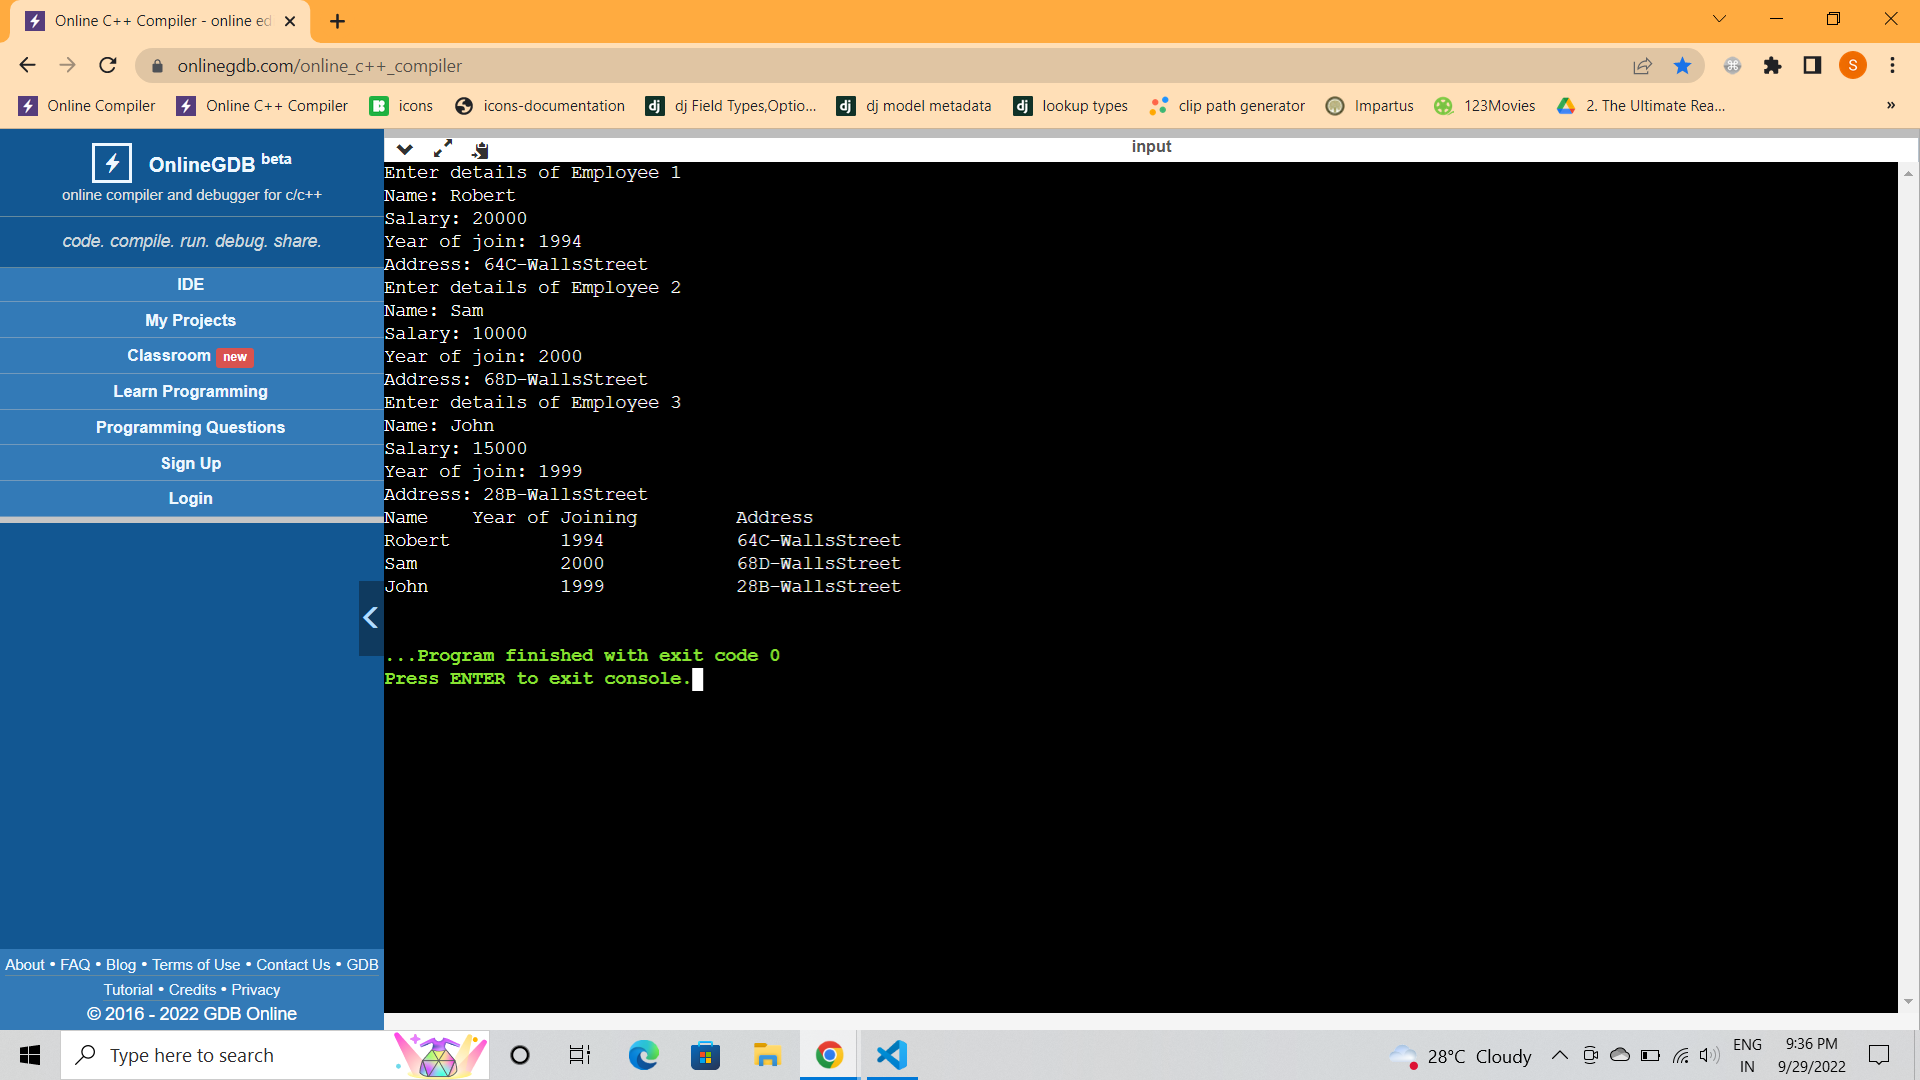 Online C++ Compiler - online ed
onlinegdb.com/online_c++_compiler
S
Online Compiler
Online C++ Compiler
icons
icons-documentation
dj Field Types,Optio...
dj model metadata
lookup types
clip path generator
Impartus
123Movies
2. The Ultimate Rea...
»
OnlineGDB beta
online compiler and debugger for c/c++
code. compile. run. debug. share.
IDE
My Projects
Classroom new
Learn Programming
Programming Questions
Sign Up
Login
About • FAQ • Blog • Terms of Use • Contact Us • GDB
Tutorial • Credits • Privacy
© 2016 - 2022 GDB Online
input
Enter details of Employee 1
Name: Robert
Salary: 20000
Year of join: 1994
Address: 64C-WallsStreet
Enter details of Employee 2
Name: Sam
Salary: 10000
Year of join: 2000
Address: 68D-WallsStreet
Enter details of Employee 3
Name: John
Salary: 15000
Year of join: 1999
Address: 28B-WallsStreet
Name Year of Joining Address
Robert 1994 64C-WallsStreet
Sam 2000 68D-WallsStreet
John 1999 28B-WallsStreet
...Program finished with exit code 0
Press ENTER to exit console.
Type here to search
28°C Cloudy
ENG
IN
9:36 PM
9/29/2022